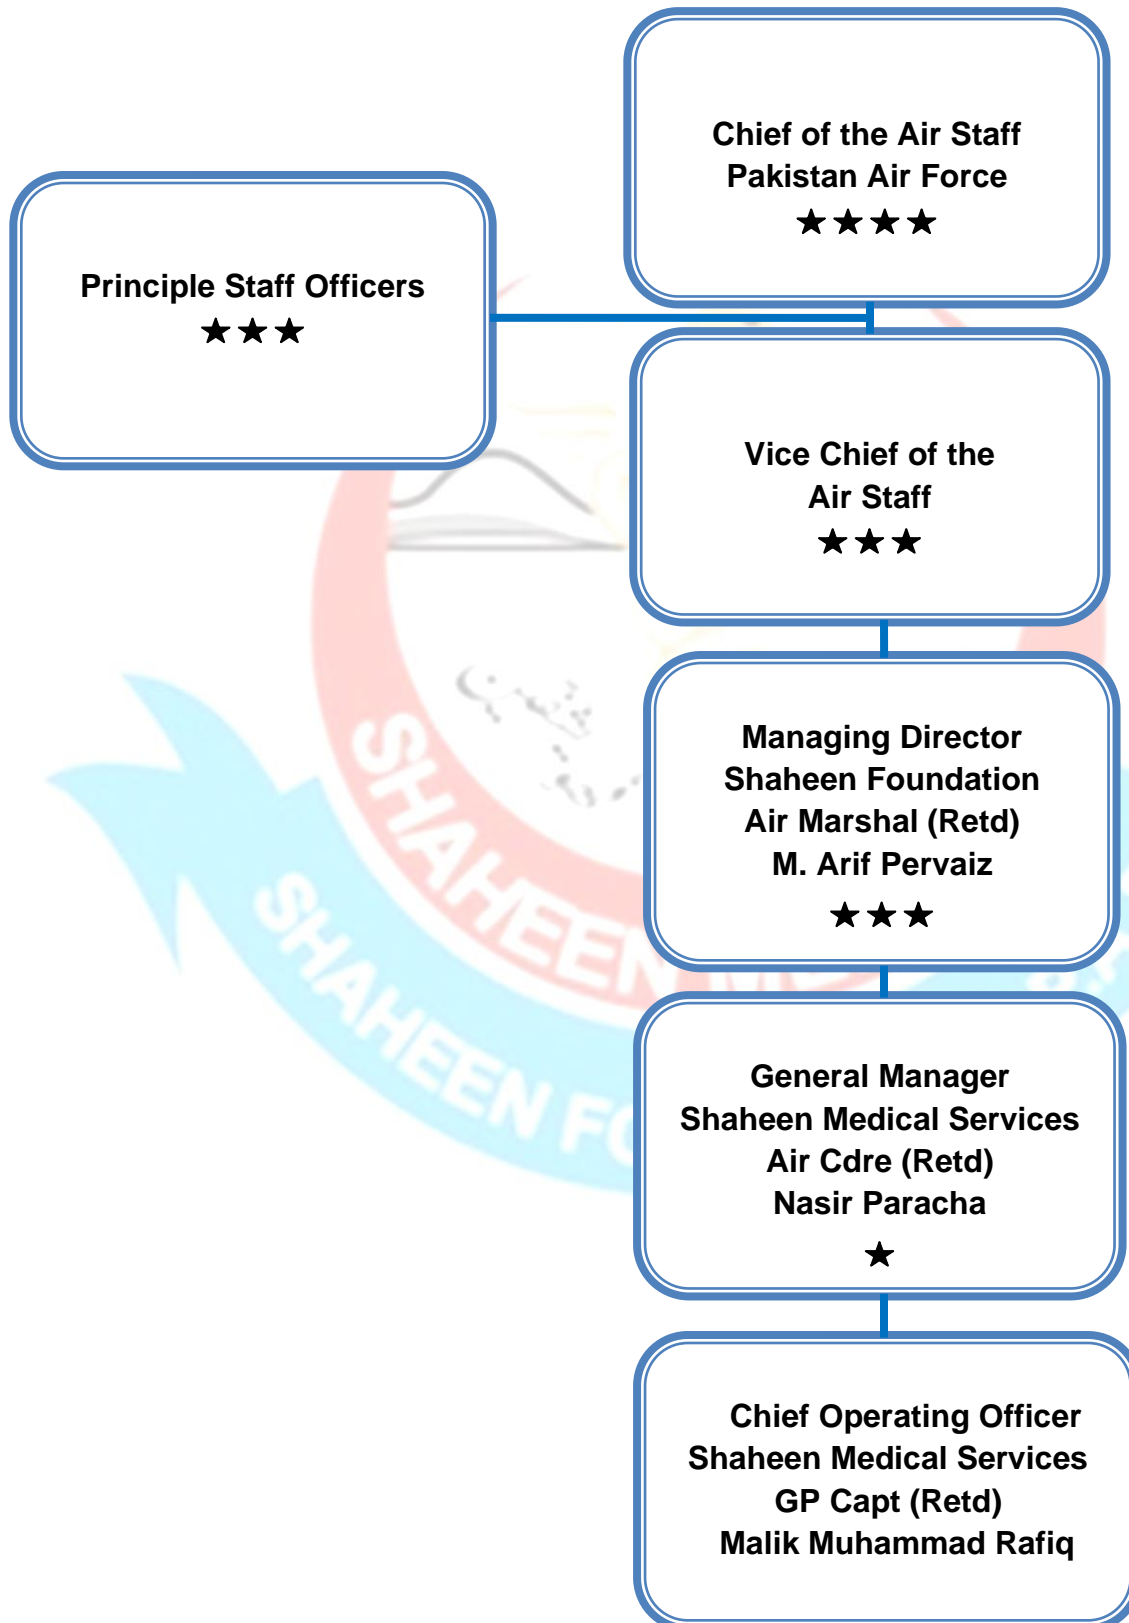 Chief of the Air Staff
Pakistan Air Force
★★★★
Principle Staff Officers
★★★
Vice Chief of the
Air Staff
★★★
Managing Director
Shaheen Foundation
Air Marshal (Retd)
M. Arif Pervaiz
★★★
General Manager
Shaheen Medical Services
Air Cdre (Retd)
Nasir Paracha
★
Chief Operating Officer
Shaheen Medical Services
GP Capt (Retd)
Malik Muhammad Rafiq
SHAHEEN
SHAHEEN